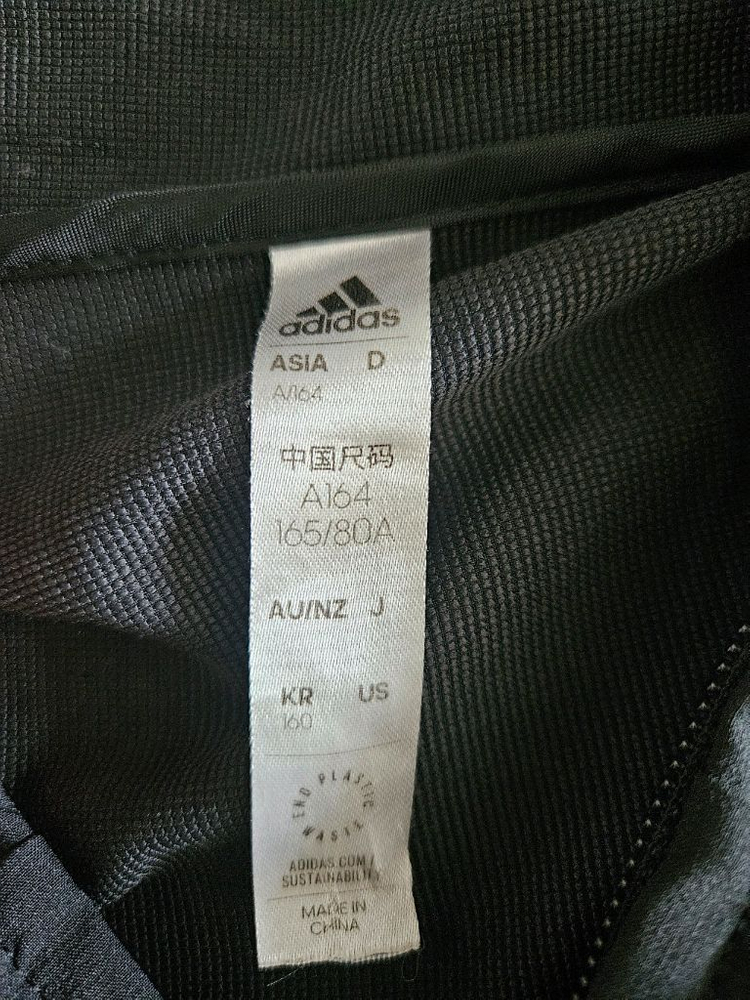 adidas
ASIA D
A/164
中国尺码
A164
165/80A
AU/NZ J
KR US
160
END PLASTIC WASTE
ADIDAS.COM/
SUSTAINABILITY
MADE IN
CHINA